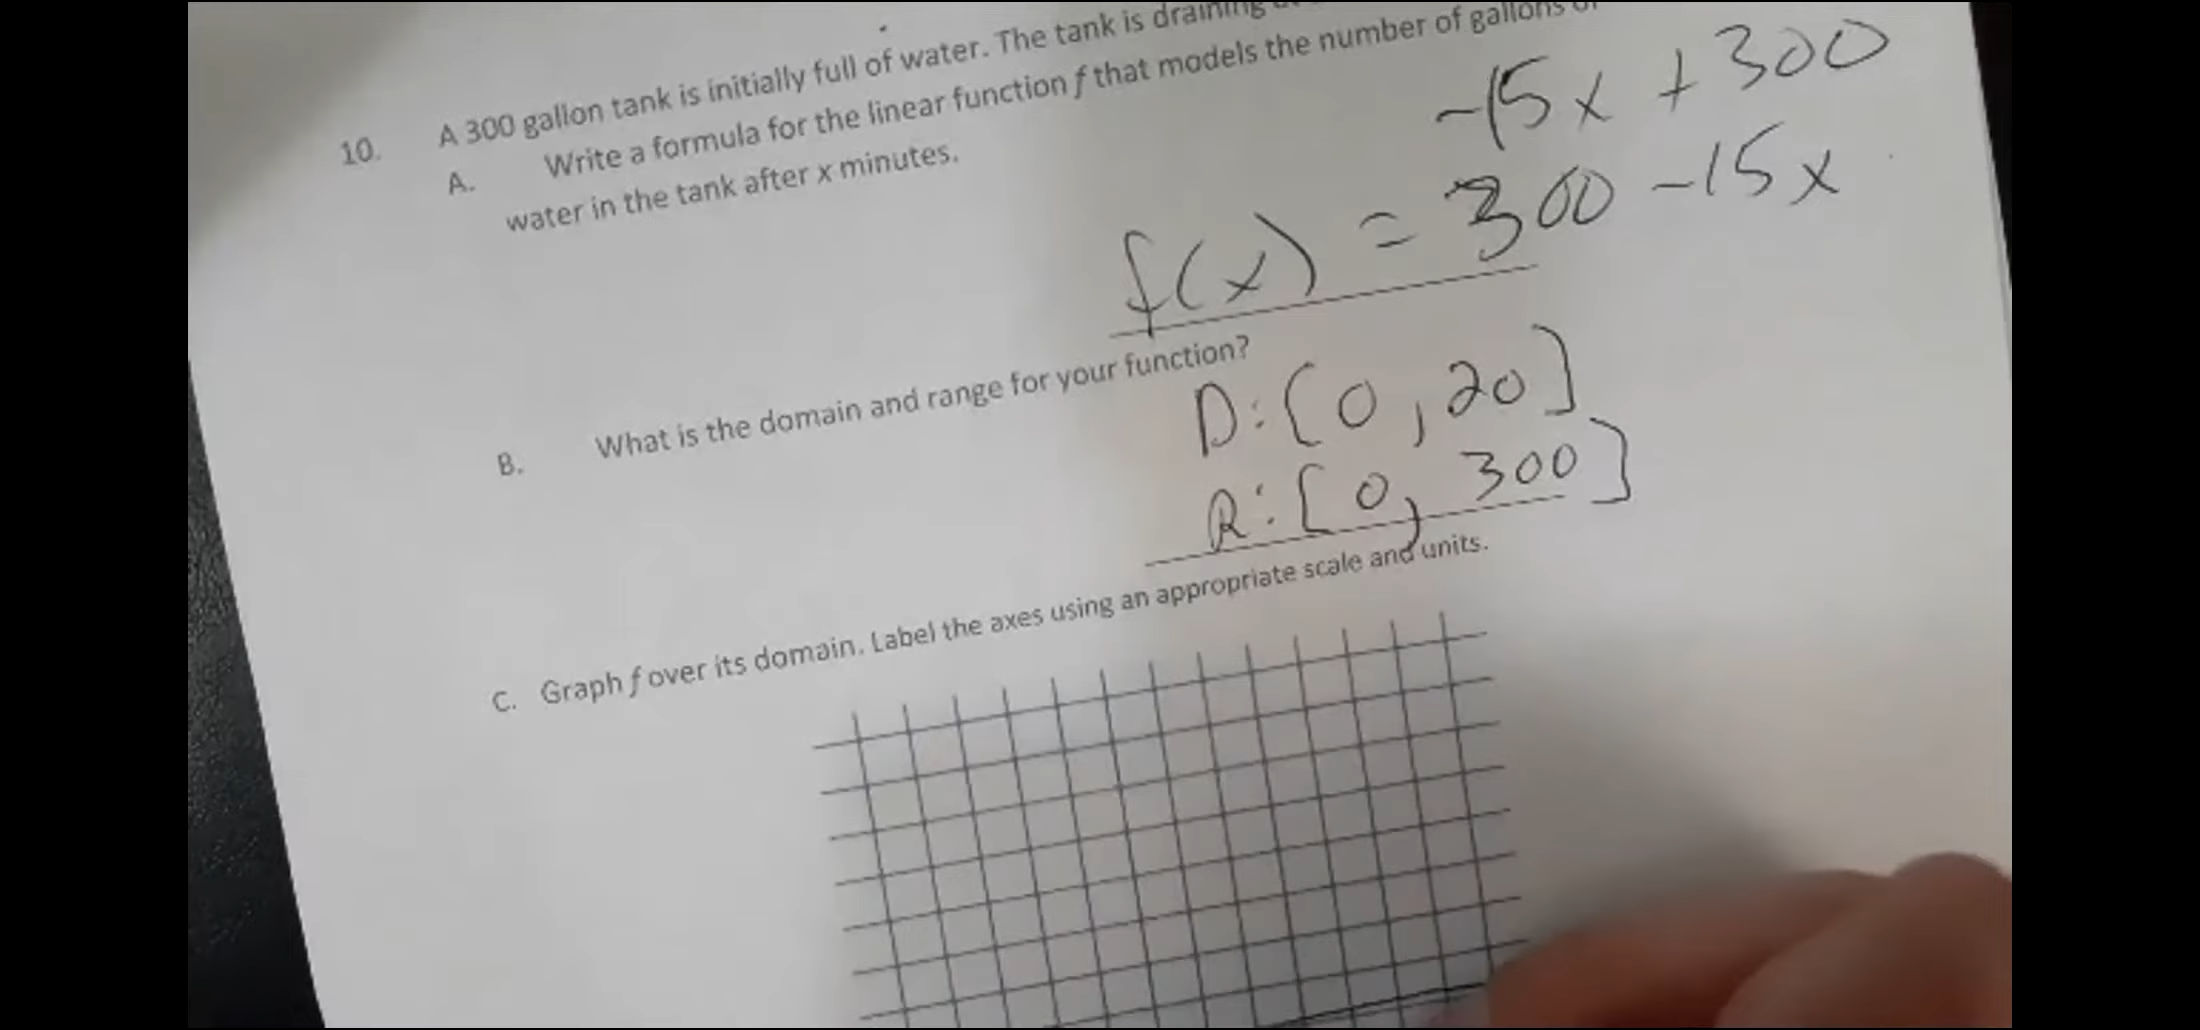 10. A 300 gallon tank is initially full of water. The tank is draining
A. Write a formula for the linear function f that models the number of gallons of
water in the tank after x minutes.
-15x + 300
f(x) = 300 - 15x
B. What is the domain and range for your function?
D: [0, 20]
R: [0, 300]
C. Graph f over its domain. Label the axes using an appropriate scale and units.